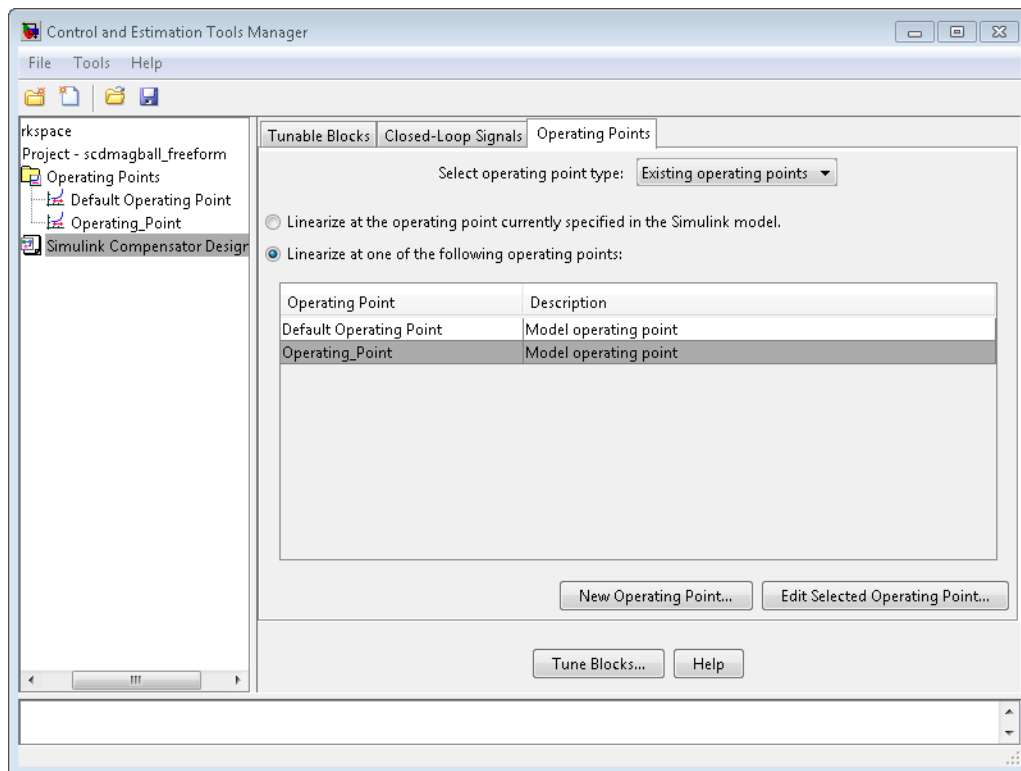 Control and Estimation Tools Manager
File Tools Help
rkspace
Project - scdmagball_freeform
Operating Points
Default Operating Point
Operating_Point
Simulink Compensator Design
Tunable Blocks Closed-Loop Signals Operating Points
Select operating point type: Existing operating points
Linearize at the operating point currently specified in the Simulink model.
Linearize at one of the following operating points:
Operating Point Description
Default Operating Point Model operating point
Operating_Point Model operating point
New Operating Point... Edit Selected Operating Point...
Tune Blocks... Help